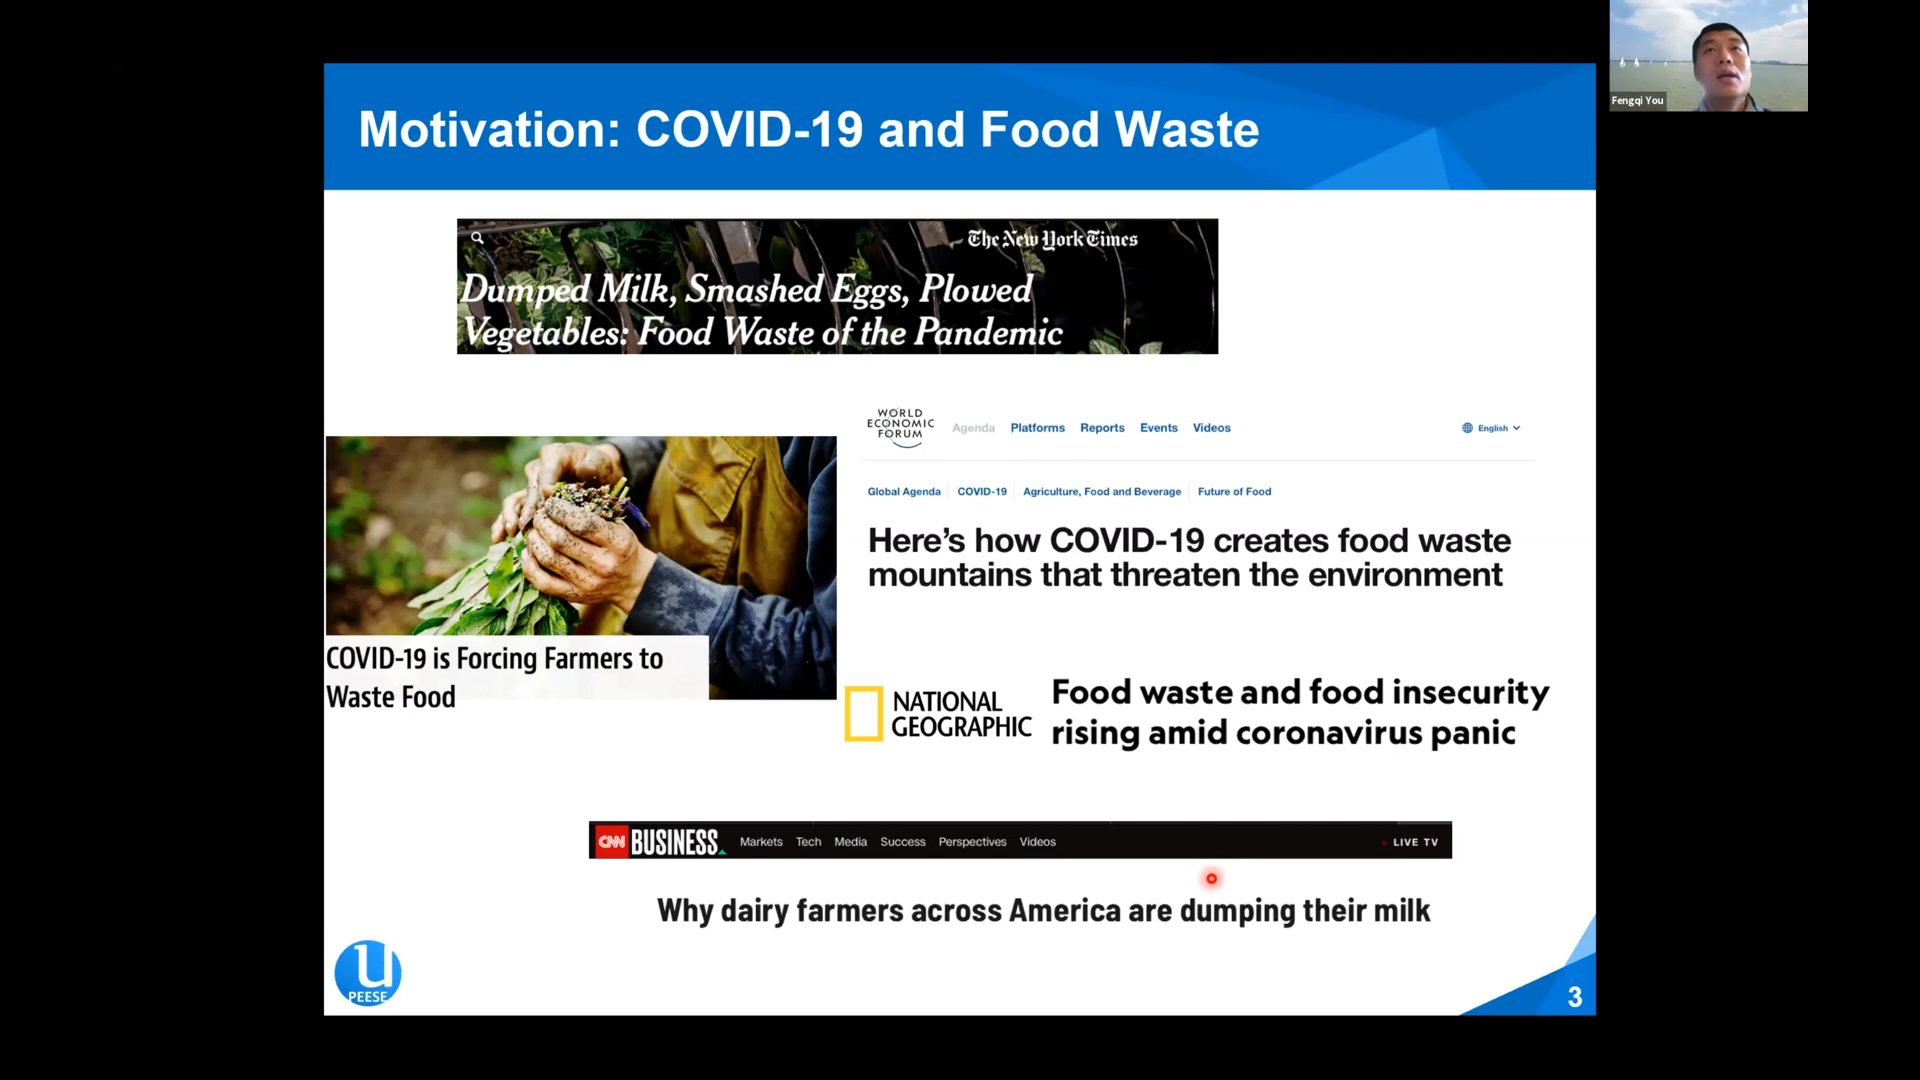 Fengqi You
Motivation: COVID-19 and Food Waste
The New York Times
Dumped Milk, Smashed Eggs, Plowed
Vegetables: Food Waste of the Pandemic
COVID-19 is Forcing Farmers to
Waste Food
WORLD
ECONOMIC
FORUM
Agenda Platforms Reports Events Videos English
Global Agenda COVID-19 Agriculture, Food and Beverage Future of Food
Here’s how COVID-19 creates food waste
mountains that threaten the environment
NATIONAL
GEOGRAPHIC
Food waste and food insecurity
rising amid coronavirus panic
CNN BUSINESS Markets Tech Media Success Perspectives Videos LIVE TV
Why dairy farmers across America are dumping their milk
u
PEESE
3